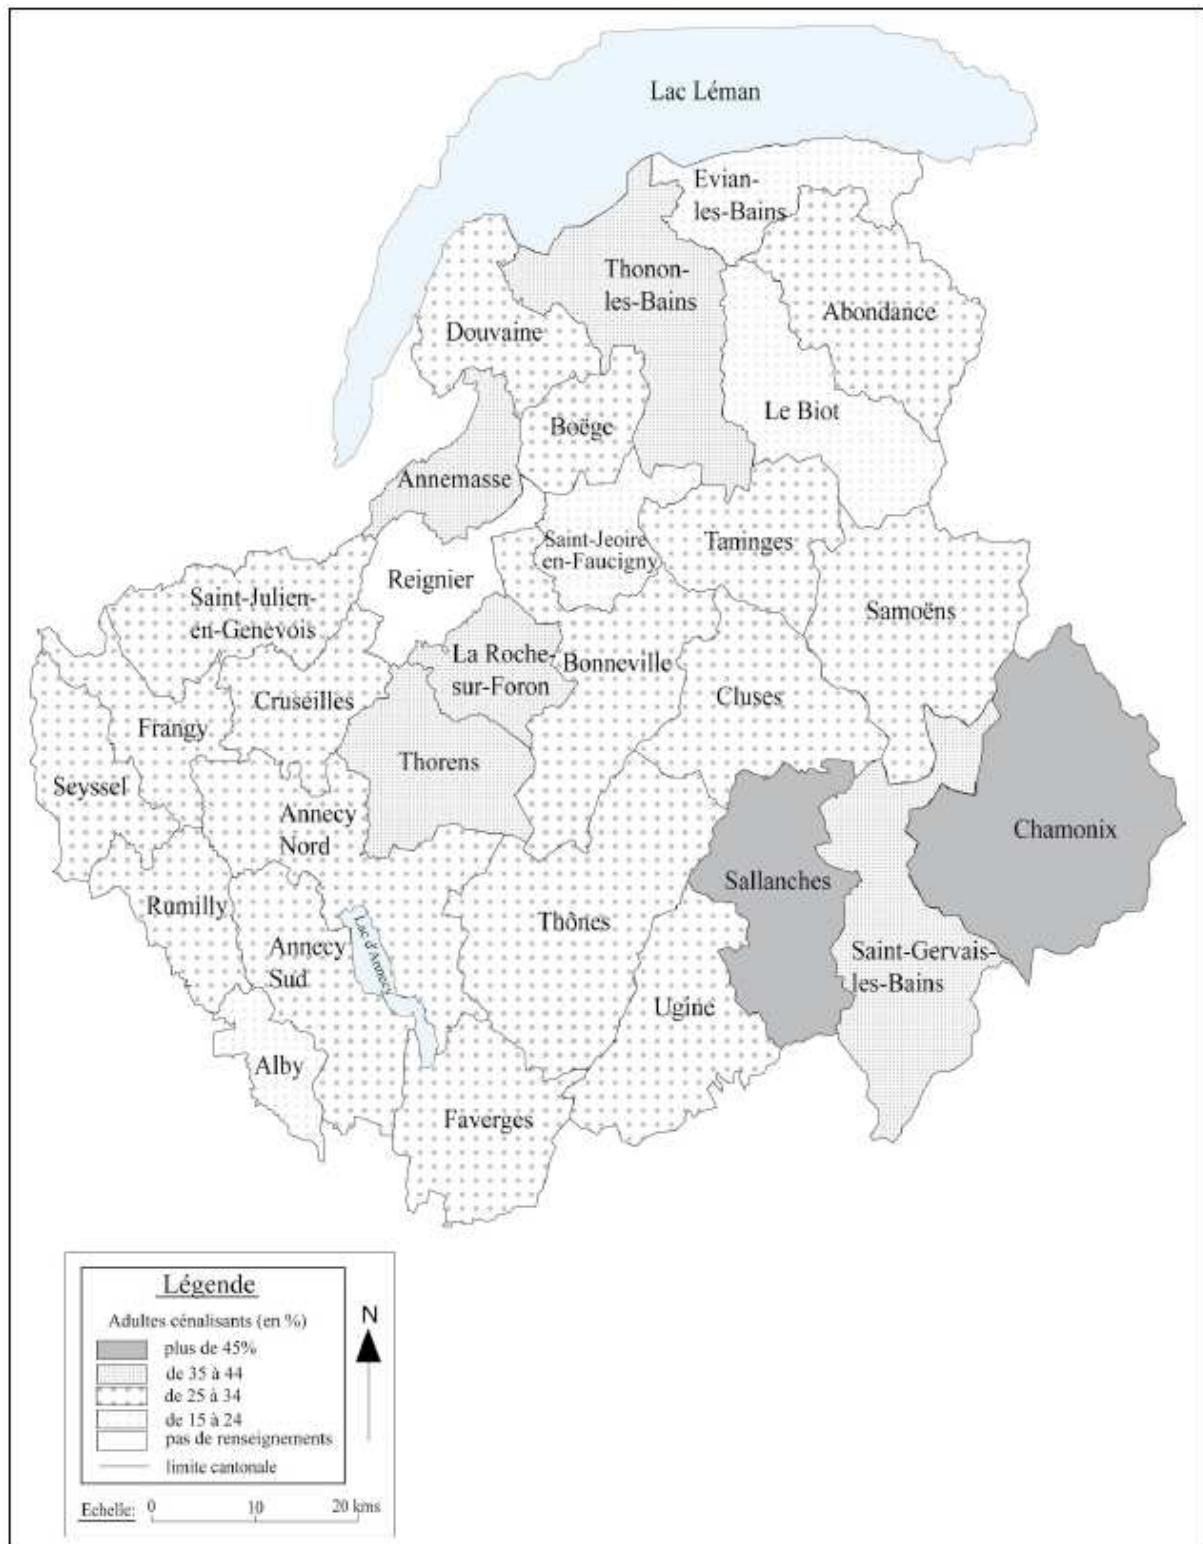 Lac Léman
Evian-
les-Bains
Thonon-
les-Bains
Abondance
Douvaine
Le Biot
Boëge
Annemasse
Saint-Jeoire
en-Faucigny
Taninges
Reignier
Saint-Julien-
en-Genevois
Samoëns
La Roche-
sur-Foron
Bonneville
Cruseilles
Cluses
Frangy
Thorens
Seyssel
Annecy
Nord
Chamonix
Sallanches
Rumilly
Thônes
Annecy
Sud
Lac d'Annecy
Saint-Gervais-
les-Bains
Ugine
Alby
Faverges
Légende
Adultes cénalisants (en %)
plus de 45%
de 35 à 44
de 25 à 34
de 15 à 24
pas de renseignements
limite cantonale
N
Echelle: 0 10 20 kms